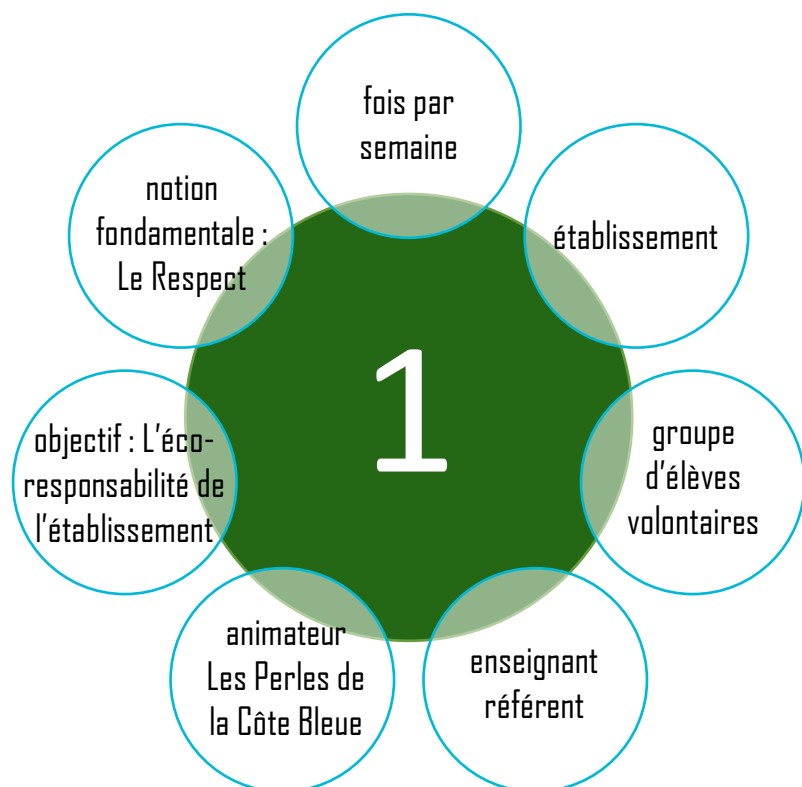 fois par
semaine
établissement
groupe
d'élèves
volontaires
enseignant
référent
animateur
Les Perles de
la Côte Bleue
objectif : L'éco-
responsabilité de
l'établissement
notion
fondamentale :
Le Respect
1